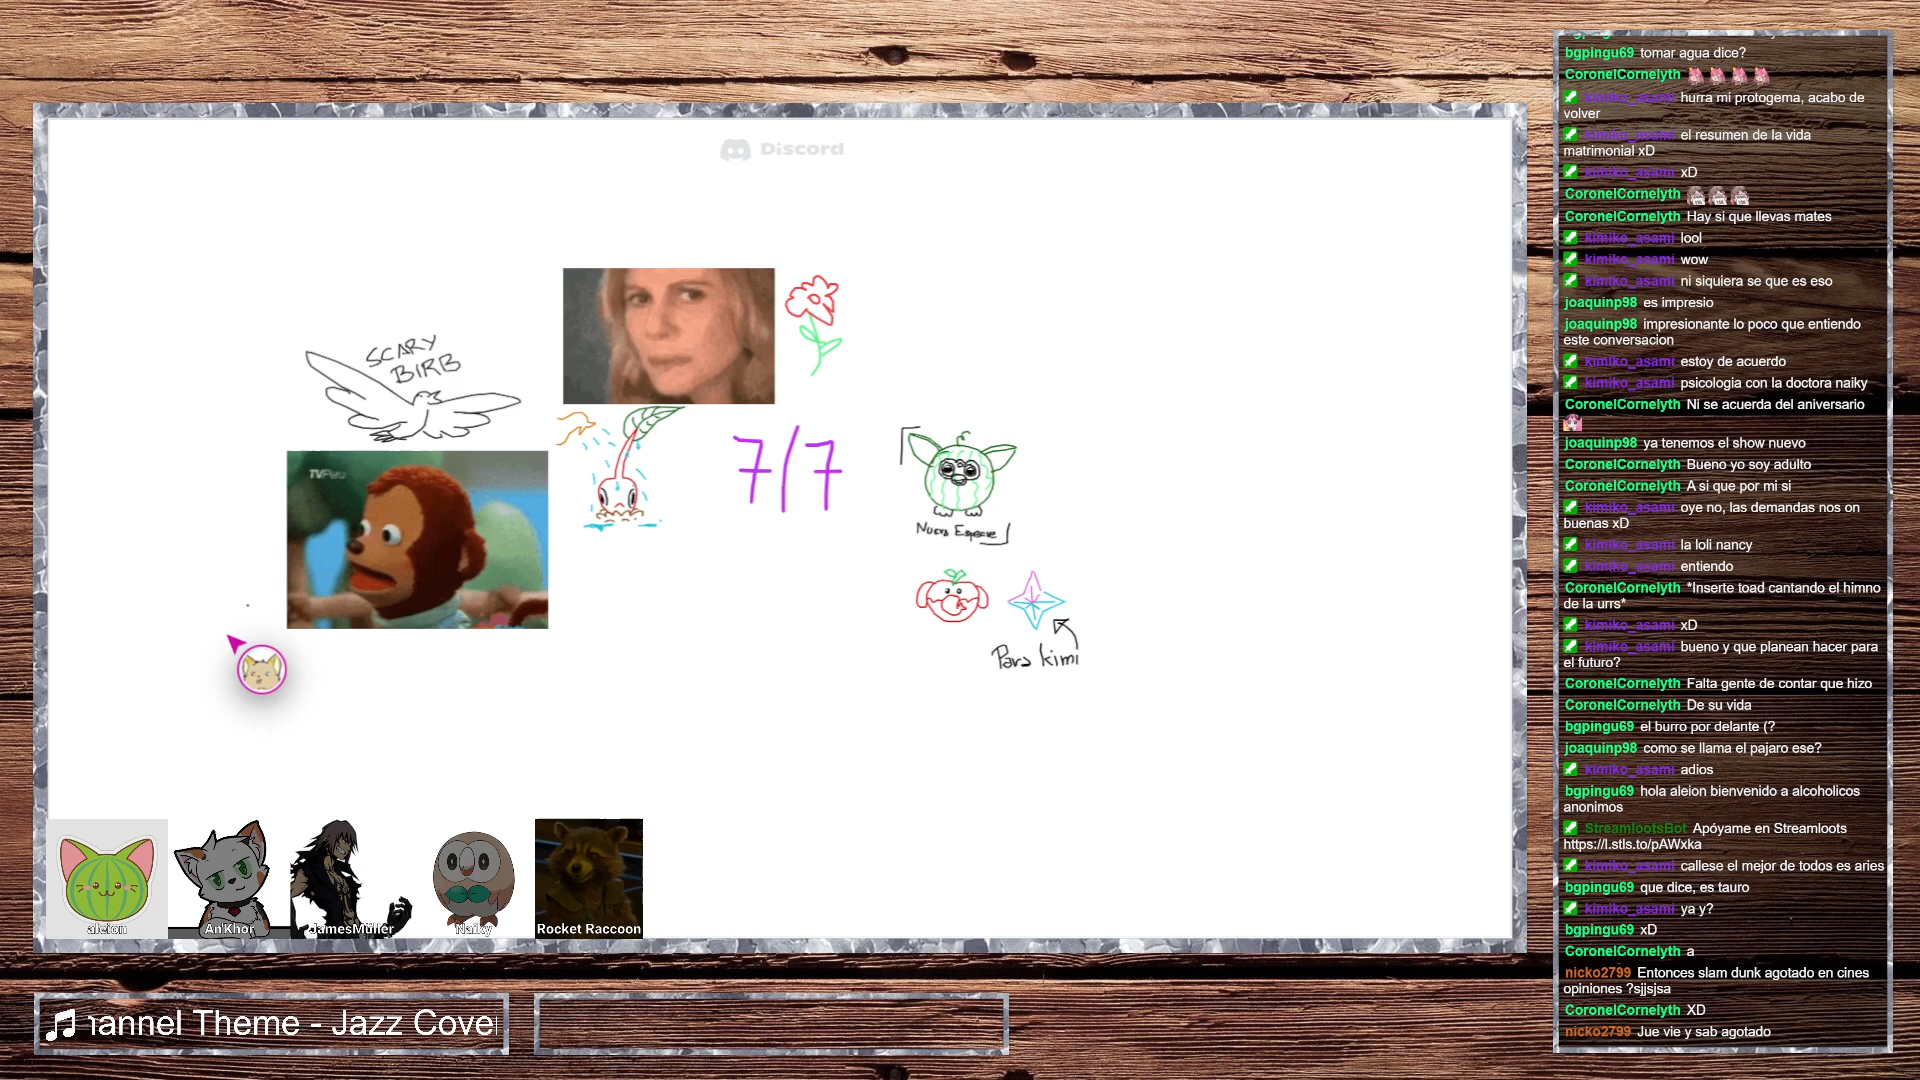 Discord
SCARY
BIRB
TVPerú
7/7
Nueva Especie
Para kimi
aleion
An'Khor
JamesMüller
Naiky
Rocket Raccoon
hannel Theme - Jazz Cover
bgpingu69 tomar agua dice?
CoronelCornelyth
kimiko_asami hurra mi protogema, acabo de
volver
kimiko_asami el resumen de la vida
matrimonial xD
kimiko_asami xD
CoronelCornelyth
CoronelCornelyth Hay si que llevas mates
kimiko_asami lool
kimiko_asami wow
kimiko_asami ni siquiera se que es eso
joaquinp98 es impresio
joaquinp98 impresionante lo poco que entiendo
este conversacion
kimiko_asami estoy de acuerdo
kimiko_asami psicologia con la doctora naiky
CoronelCornelyth Ni se acuerda del aniversario
joaquinp98 ya tenemos el show nuevo
CoronelCornelyth Bueno yo soy adulto
CoronelCornelyth A si que por mi si
kimiko_asami oye no, las demandas nos on
buenas xD
kimiko_asami la loli nancy
kimiko_asami entiendo
CoronelCornelyth *Inserte toad cantando el himno
de la urrs*
kimiko_asami xD
kimiko_asami bueno y que planean hacer para
el futuro?
CoronelCornelyth Falta gente de contar que hizo
CoronelCornelyth De su vida
bgpingu69 el burro por delante (?
joaquinp98 como se llama el pajaro ese?
kimiko_asami adios
bgpingu69 hola aleion bienvenido a alcoholicos
anonimos
StreamlootsBot Apóyame en Streamloots
https://l.stls.to/pAWxka
kimiko_asami callese el mejor de todos es aries
bgpingu69 que dice, es tauro
kimiko_asami ya y?
bgpingu69 xD
CoronelCornelyth a
nicko2799 Entonces slam dunk agotado en cines
opiniones ?sjjsjsa
CoronelCornelyth XD
nicko2799 Jue vie y sab agotado